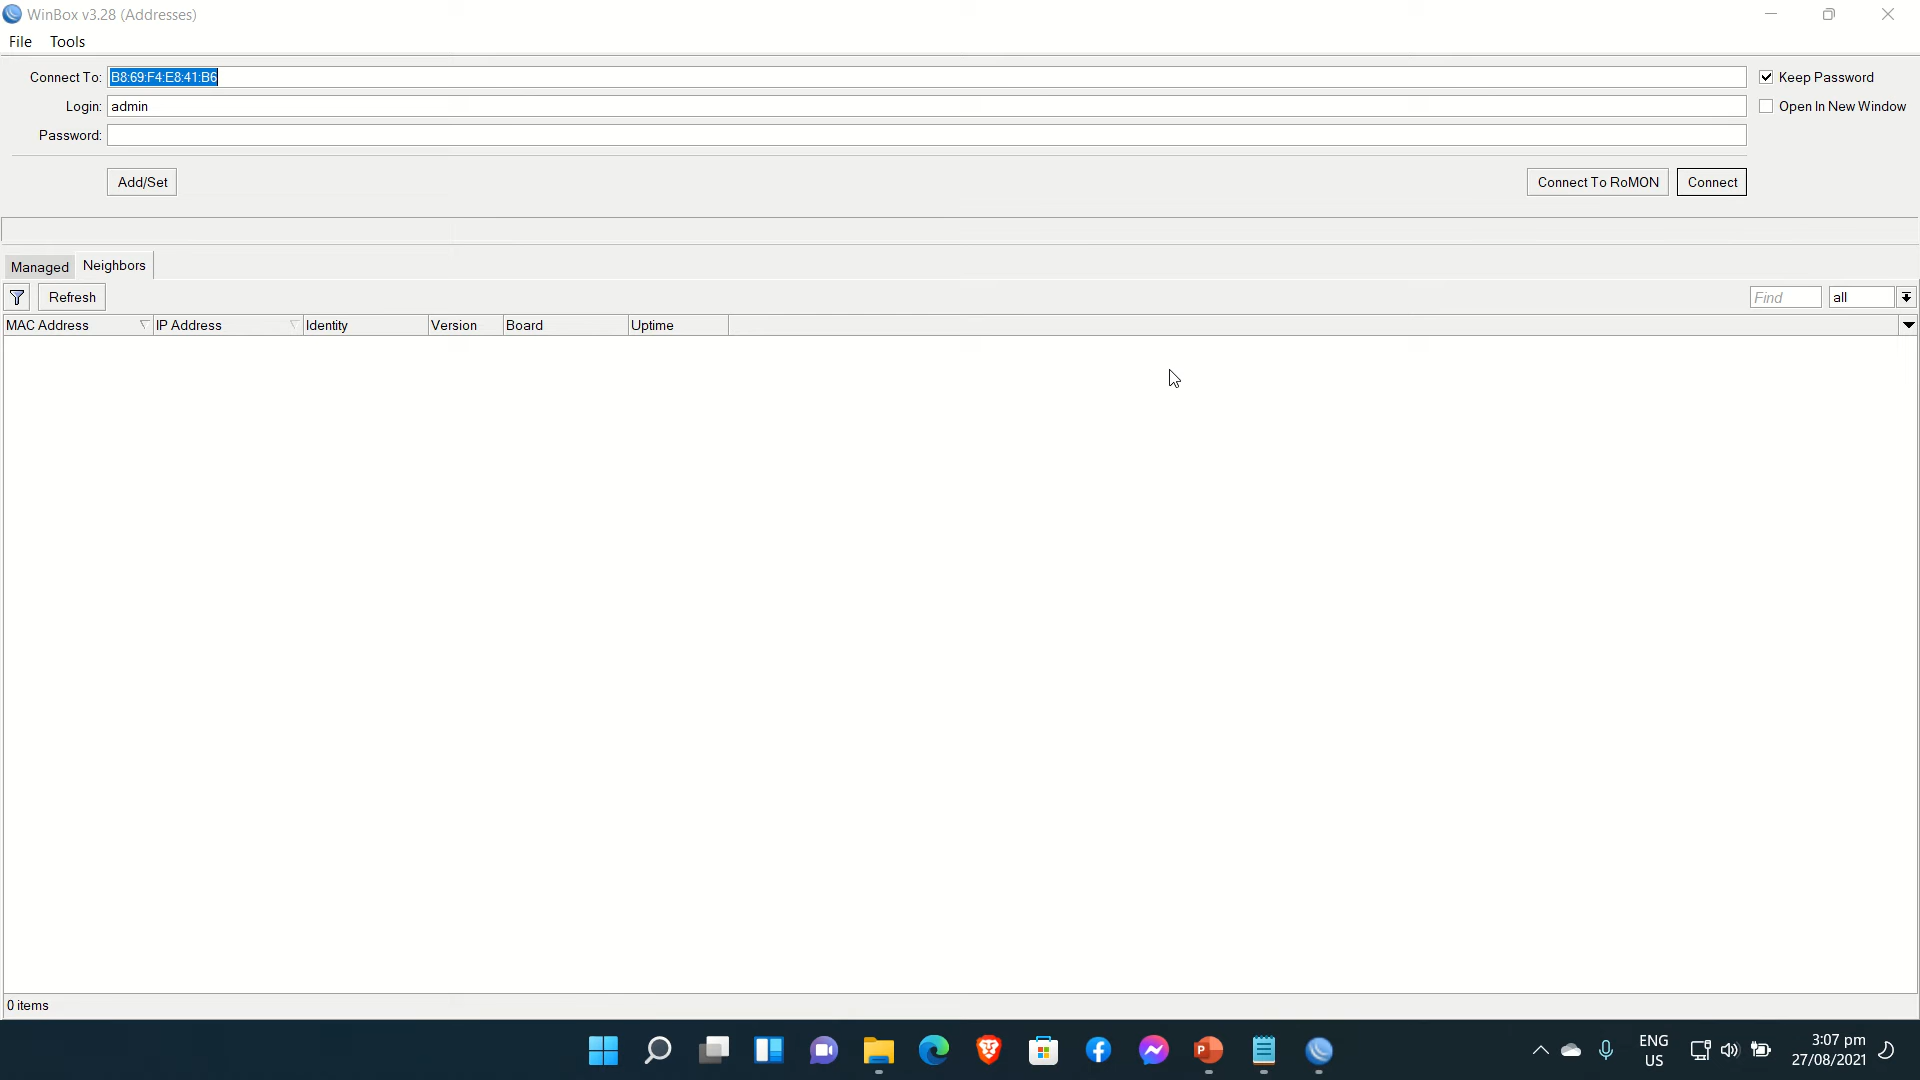 WinBox v3.28 (Addresses)
File Tools
Connect To: B8:69:F4:E8:41:B6
Keep Password
Login: admin
Open In New Window
Password:
Add/Set Connect To RoMON Connect
Managed Neighbors
Refresh Find all
MAC Address IP Address Identity Version Board Uptime
0 items
ENG
US
3:07 pm
27/08/2021